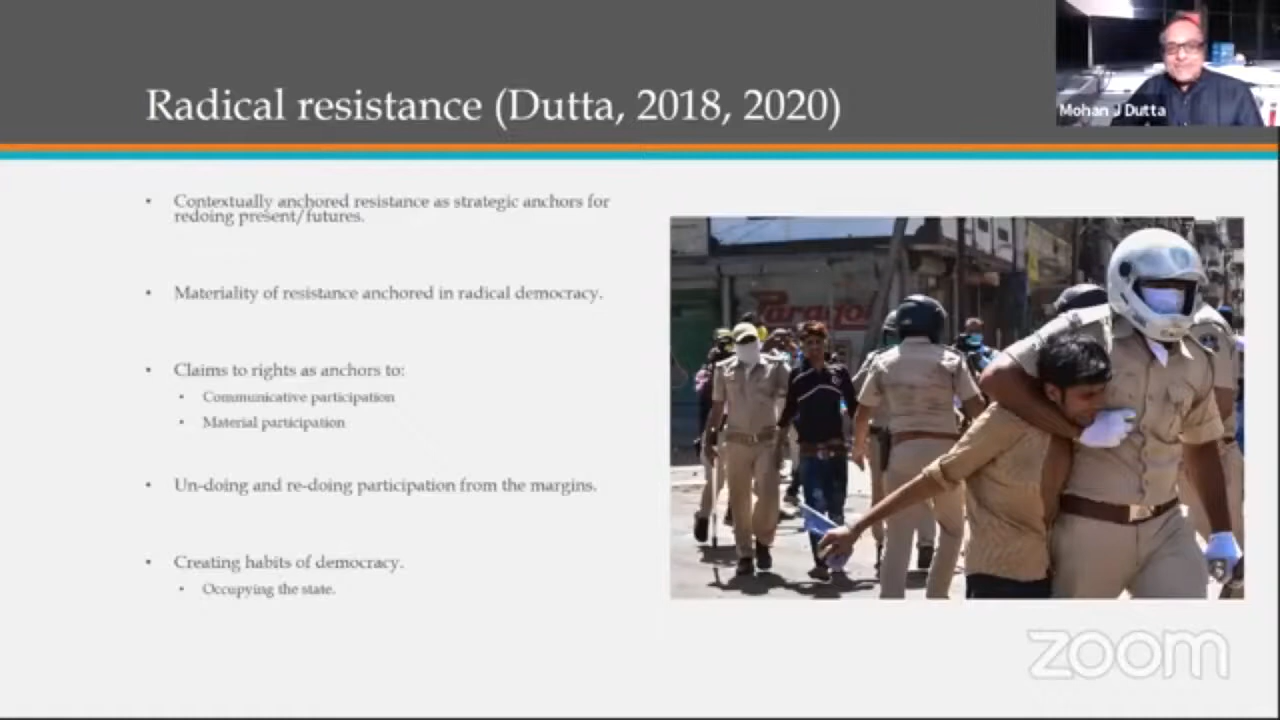 Radical resistance (Dutta, 2018, 2020)
Mohan J Dutta
• Contextually anchored resistance as strategic anchors for
redoing present/futures.
• Materiality of resistance anchored in radical democracy.
• Claims to rights as anchors to:
• Communicative participation
• Material participation
• Un-doing and re-doing participation from the margins.
• Creating habits of democracy.
• Occupying the state.
Paragon
zoom